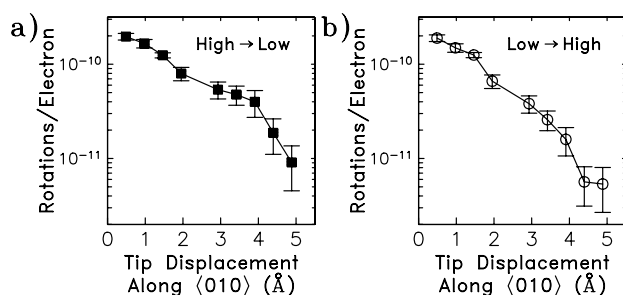 a)
High → Low
Rotations/Electron
10⁻¹⁰
10⁻¹¹
0 1 2 3 4 5
Tip Displacement
Along ⟨010⟩ (Å)
b)
Low → High
Rotations/Electron
10⁻¹⁰
10⁻¹¹
0 1 2 3 4 5
Tip Displacement
Along ⟨010⟩ (Å)